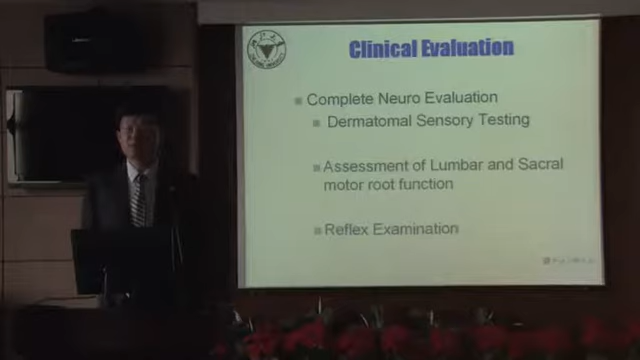 Clinical Evaluation
Complete Neuro Evaluation
Dermatomal Sensory Testing
Assessment of Lumbar and Sacral
motor root function
Reflex Examination